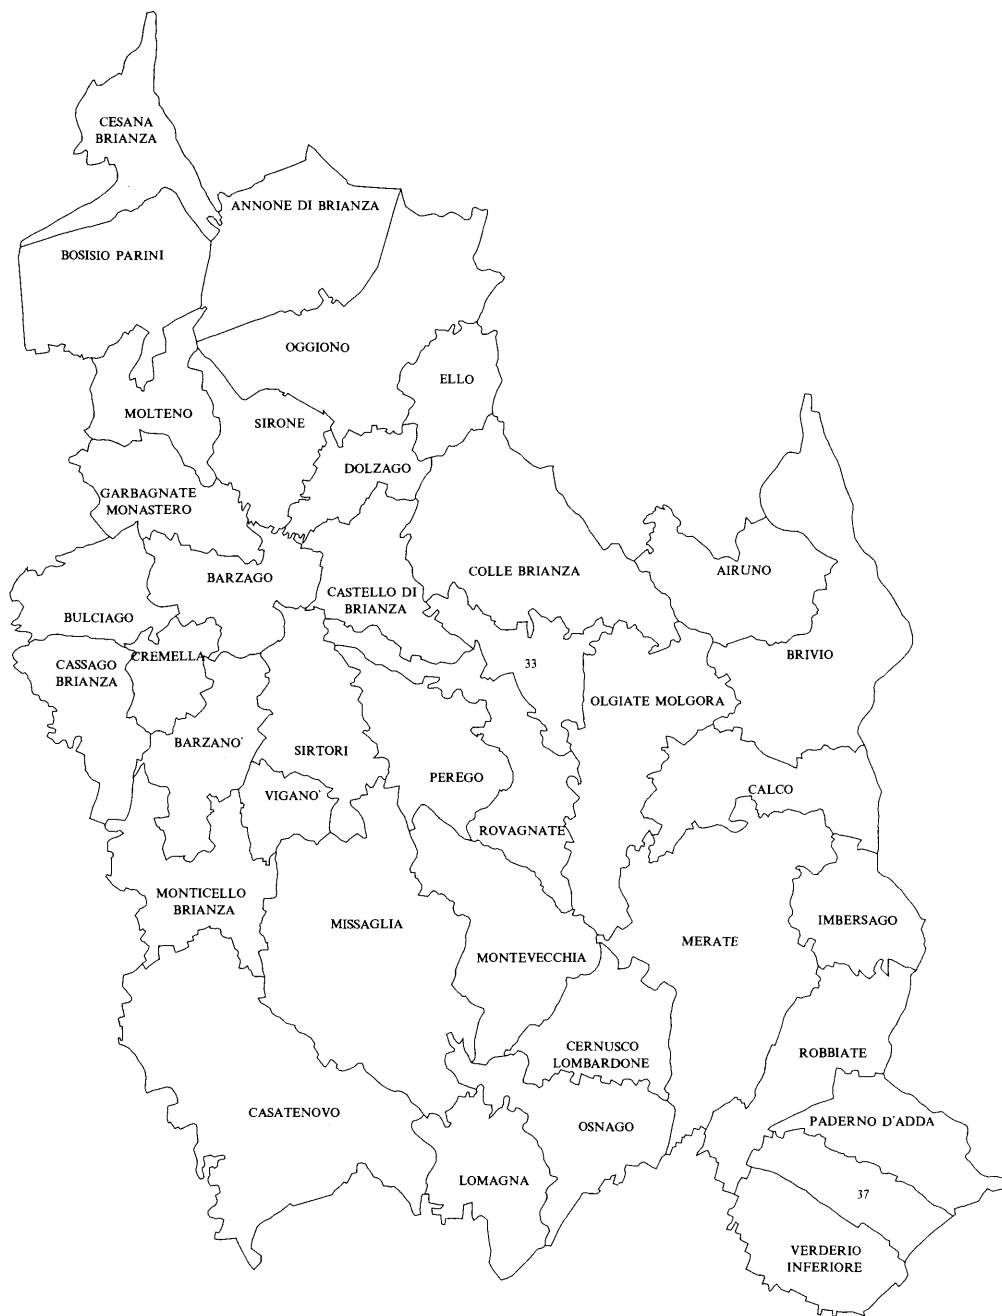 CESANA
BRIANZA
ANNONE DI BRIANZA
BOSISIO PARINI
OGGIONO
ELLO
MOLTENO
SIRONE
DOLZAGO
GARBAGNATE
MONASTERO
BARZAGO
COLLE BRIANZA
AIRUNO
CASTELLO DI
BRIANZA
BULCIAGO
CREMELLA
CASSAGO
BRIANZA
33
BRIVIO
OLGIATE MOLGORA
BARZANO'
SIRTORI
PEREGO
VIGANO'
CALCO
ROVAGNATE
MONTICELLO
BRIANZA
MISSAGLIA
IMBERSAGO
MERATE
MONTEVECCHIA
CERNUSCO
LOMBARDONE
ROBBIATE
CASATENOVO
OSNAGO
PADERNO D'ADDA
LOMAGNA
37
VERDERIO
INFERIORE